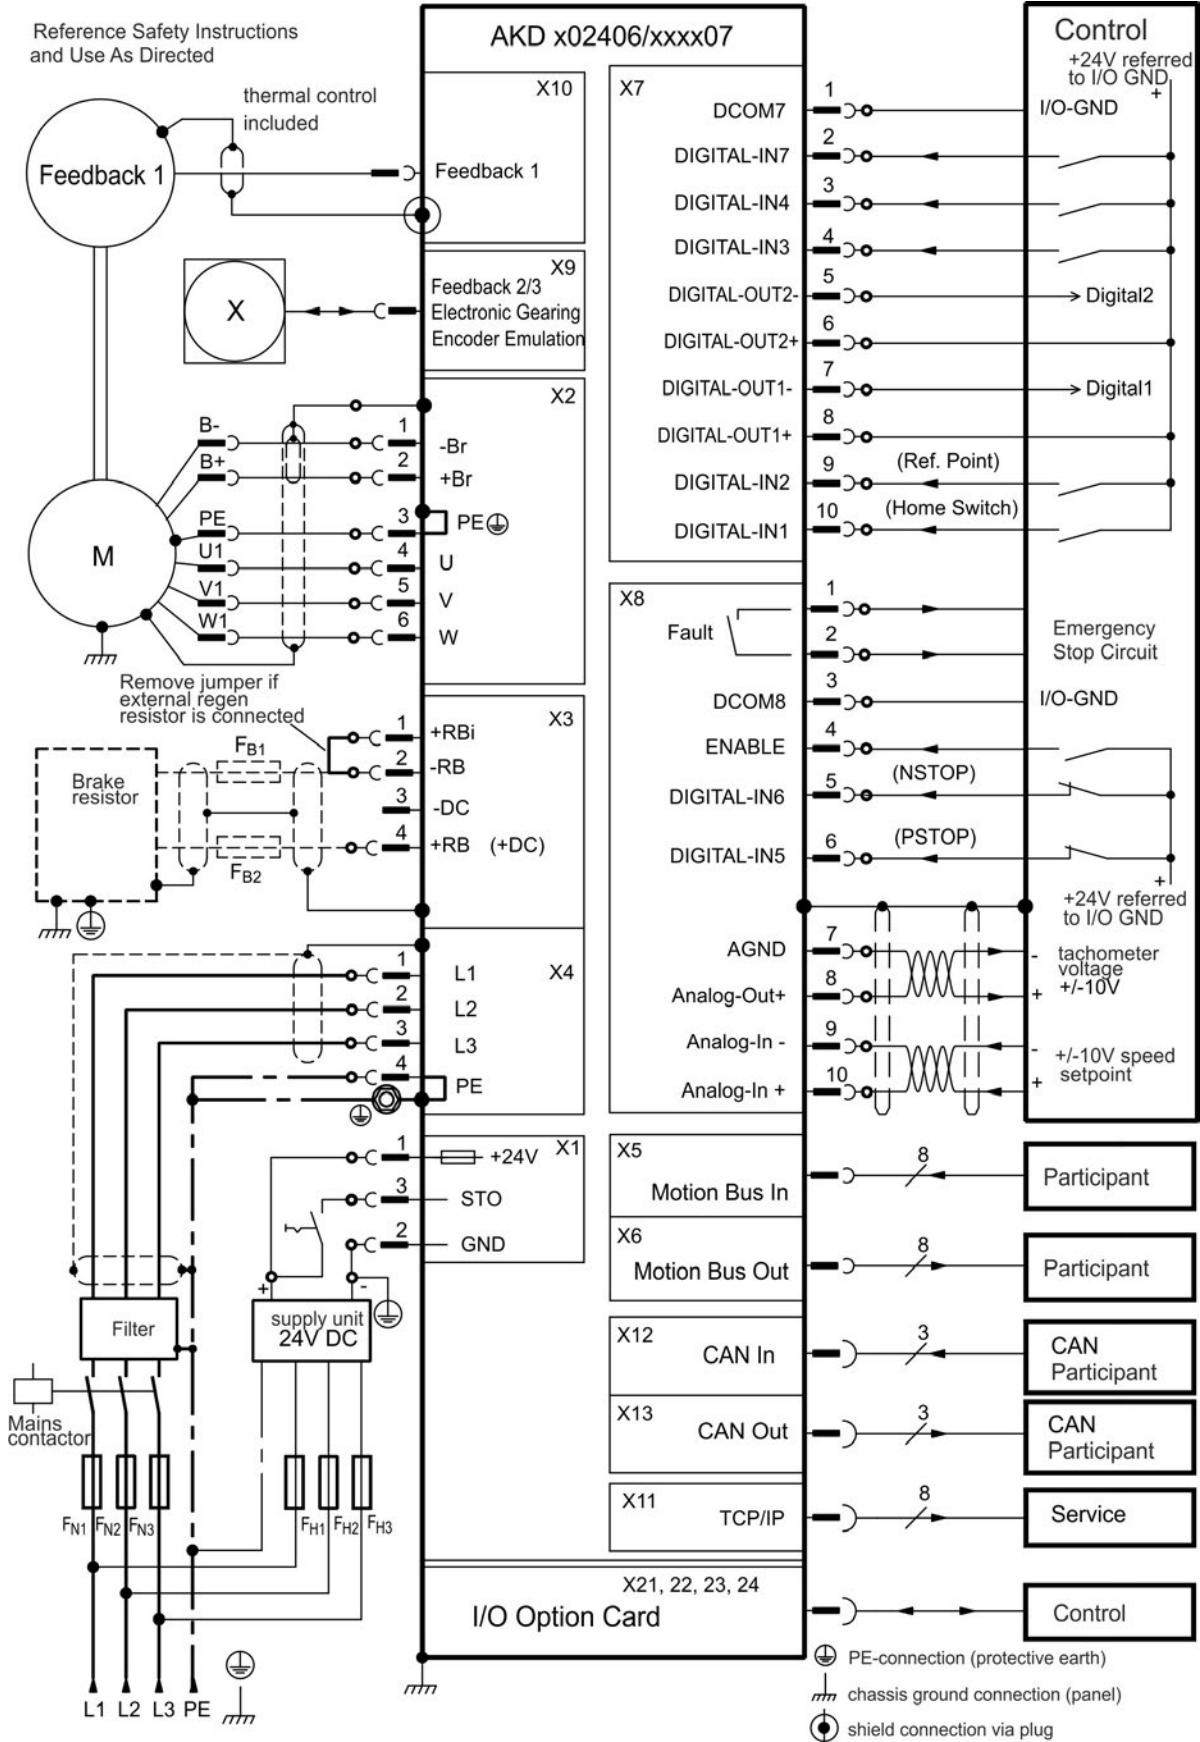 Reference Safety Instructions
and Use As Directed
AKD x02406/xxxx07
Control
+24V referred
to I/O GND
+
thermal control
included
Feedback 1
X10
Feedback 1
X
X9
Feedback 2/3
Electronic Gearing
Encoder Emulation
X2
B-
1
-Br
B+
2
+Br
PE
3
PE
U1
4
U
V1
5
V
W1
6
W
M
Remove jumper if
external regen
resistor is connected
X3
1
+RBi
2
-RB
3
-DC
4
+RB (+DC)
FB1
FB2
Brake
resistor
X4
1
L1
2
L2
3
L3
4
PE
X1
1
+24V
3
STO
2
GND
+
-
supply unit
24V DC
Filter
Mains
contactor
FN1 FN2 FN3
FH1 FH2 FH3
L1 L2 L3 PE
X7
DCOM7
1
I/O-GND
DIGITAL-IN7
2
DIGITAL-IN4
3
DIGITAL-IN3
4
DIGITAL-OUT2-
5
Digital2
DIGITAL-OUT2+
6
DIGITAL-OUT1-
7
Digital1
DIGITAL-OUT1+
8
DIGITAL-IN2
9
(Ref. Point)
DIGITAL-IN1
10
(Home Switch)
X8
Fault
1
2
Emergency
Stop Circuit
DCOM8
3
I/O-GND
ENABLE
4
DIGITAL-IN6
5
(NSTOP)
DIGITAL-IN5
6
(PSTOP)
+
+24V referred
to I/O GND
AGND
7
-
tachometer
voltage
+/-10V
Analog-Out+
8
+
Analog-In -
9
-
+/-10V speed
setpoint
Analog-In +
10
+
X5
Motion Bus In
8
Participant
X6
Motion Bus Out
8
Participant
X12
CAN In
3
CAN
Participant
X13
CAN Out
3
CAN
Participant
X11
TCP/IP
8
Service
X21, 22, 23, 24
I/O Option Card
Control
PE-connection (protective earth)
chassis ground connection (panel)
shield connection via plug